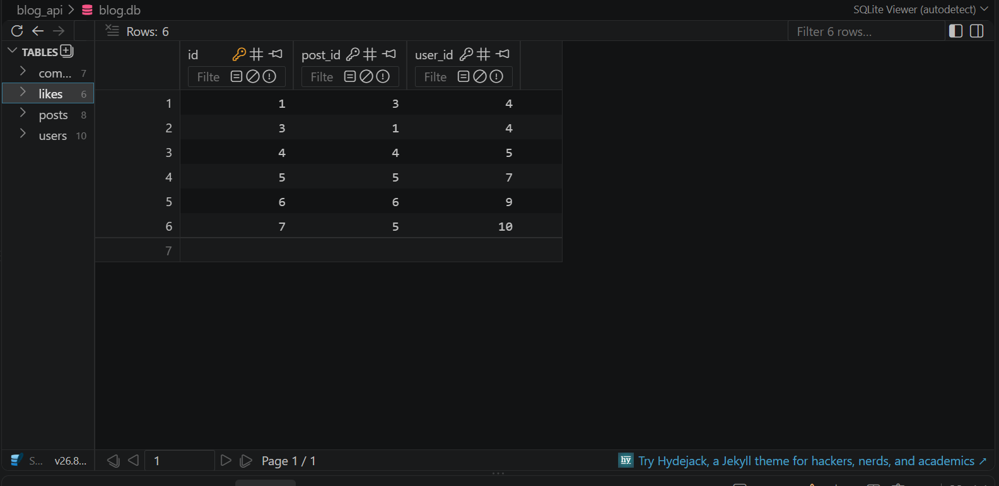 blog_api > blog.db
SQLite Viewer (autodetect)
Rows: 6
Filter 6 rows...
TABLES
com... 7
likes 6
posts 8
users 10
id post_id user_id
Filte Filte Filte
1 1 3 4
2 3 1 4
3 4 4 5
4 5 5 7
5 6 6 9
6 7 5 10
7
S... v26.8...
1
Page 1 / 1
hy Try Hydejack, a Jekyll theme for hackers, nerds, and academics ↗